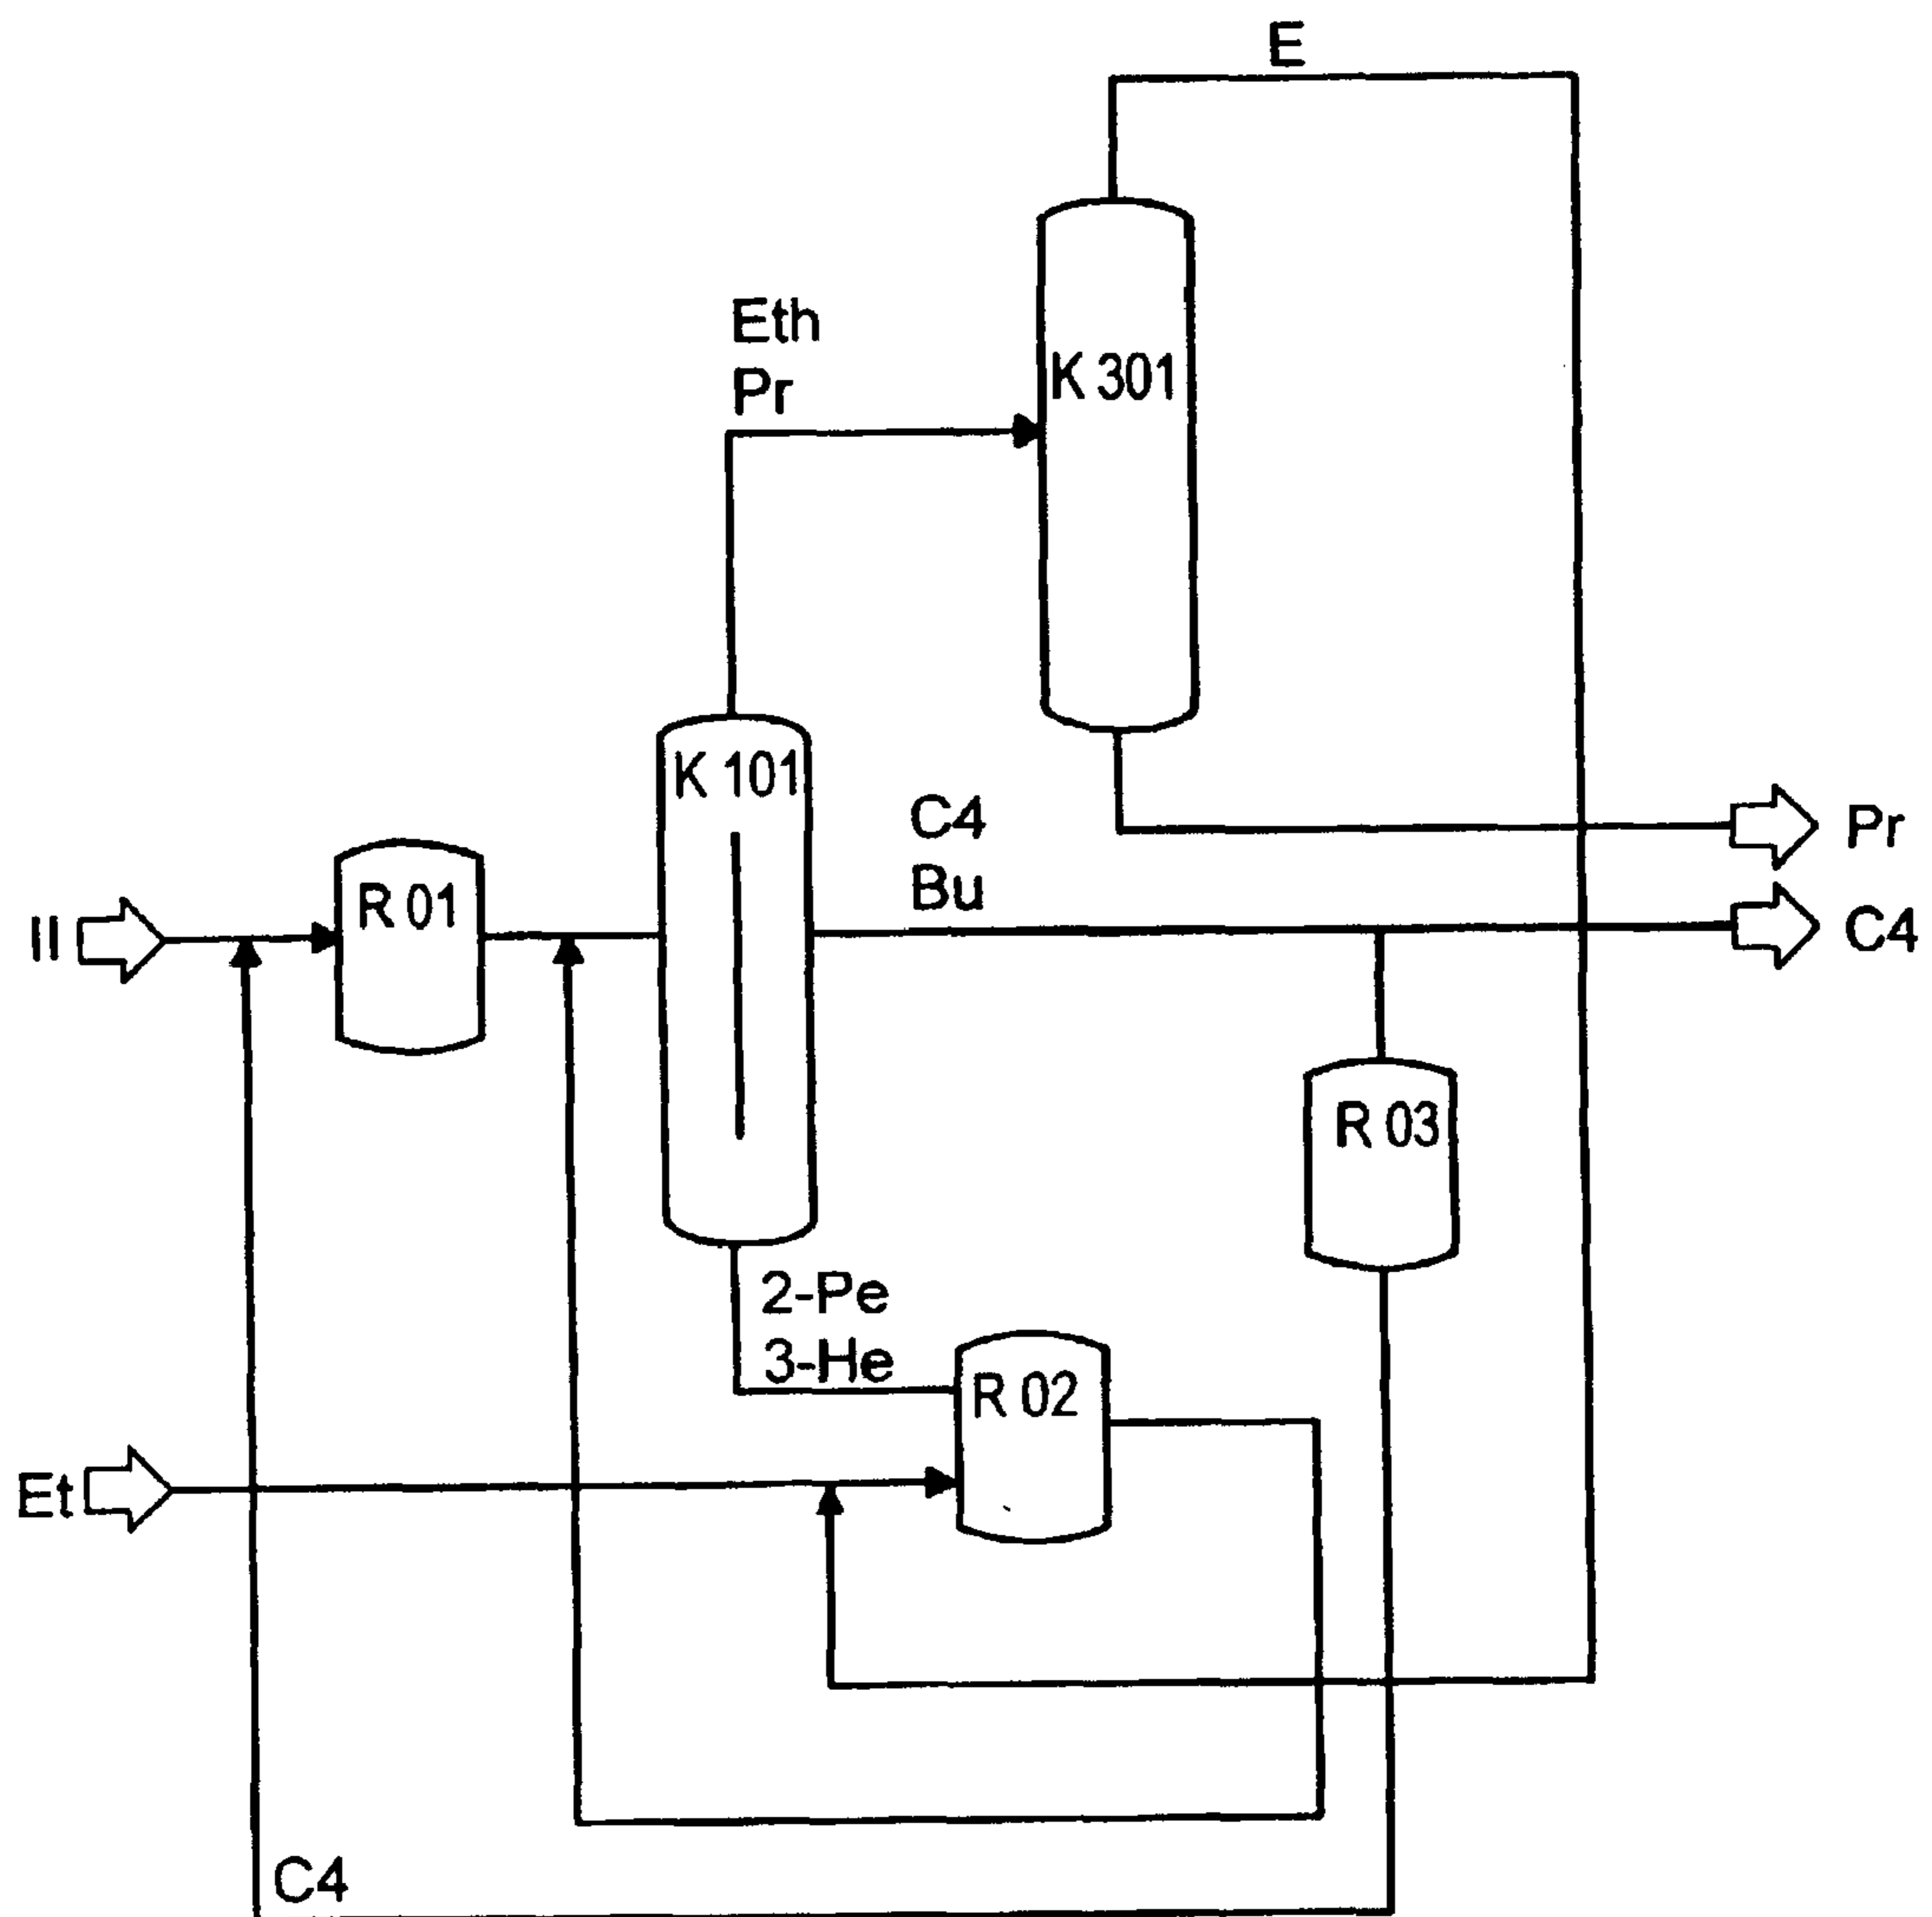 E
Eth
Pr
K 301
K 101
C4
Bu
Pr
R 01
II
C4
R 03
2-Pe
3-He
R 02
Et
C4